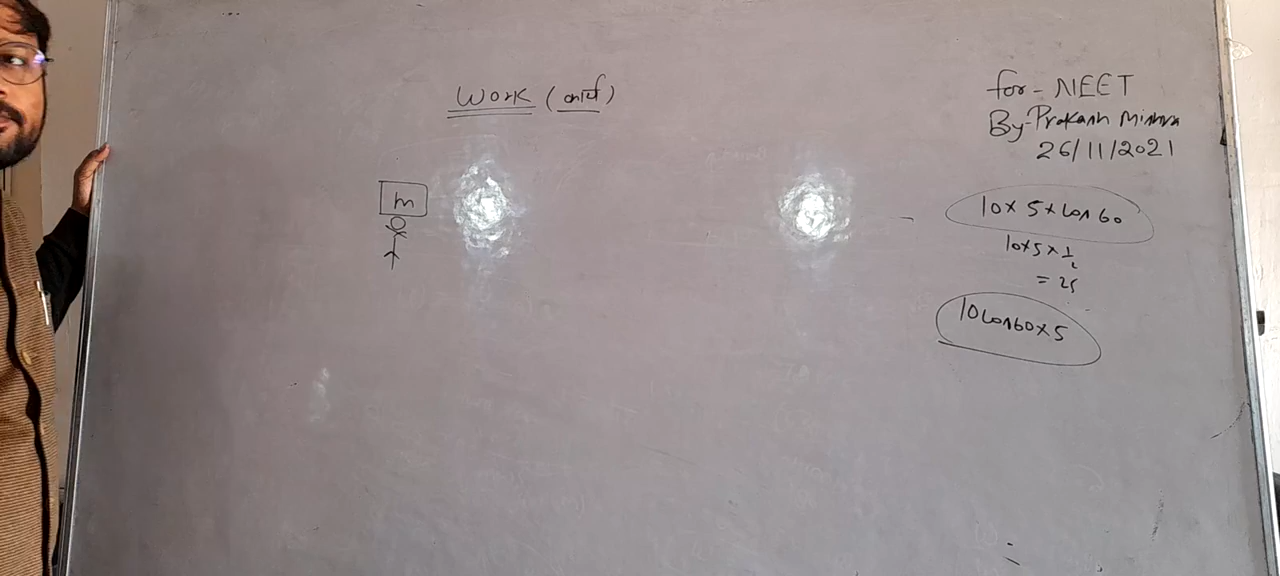 Work (कार्य)
for - NEET
By- Prakash Mishra
26/11/2021
m
10 × 5 × cos 60
10 × 5 × 1/2
= 25
10 cos 60 × 5